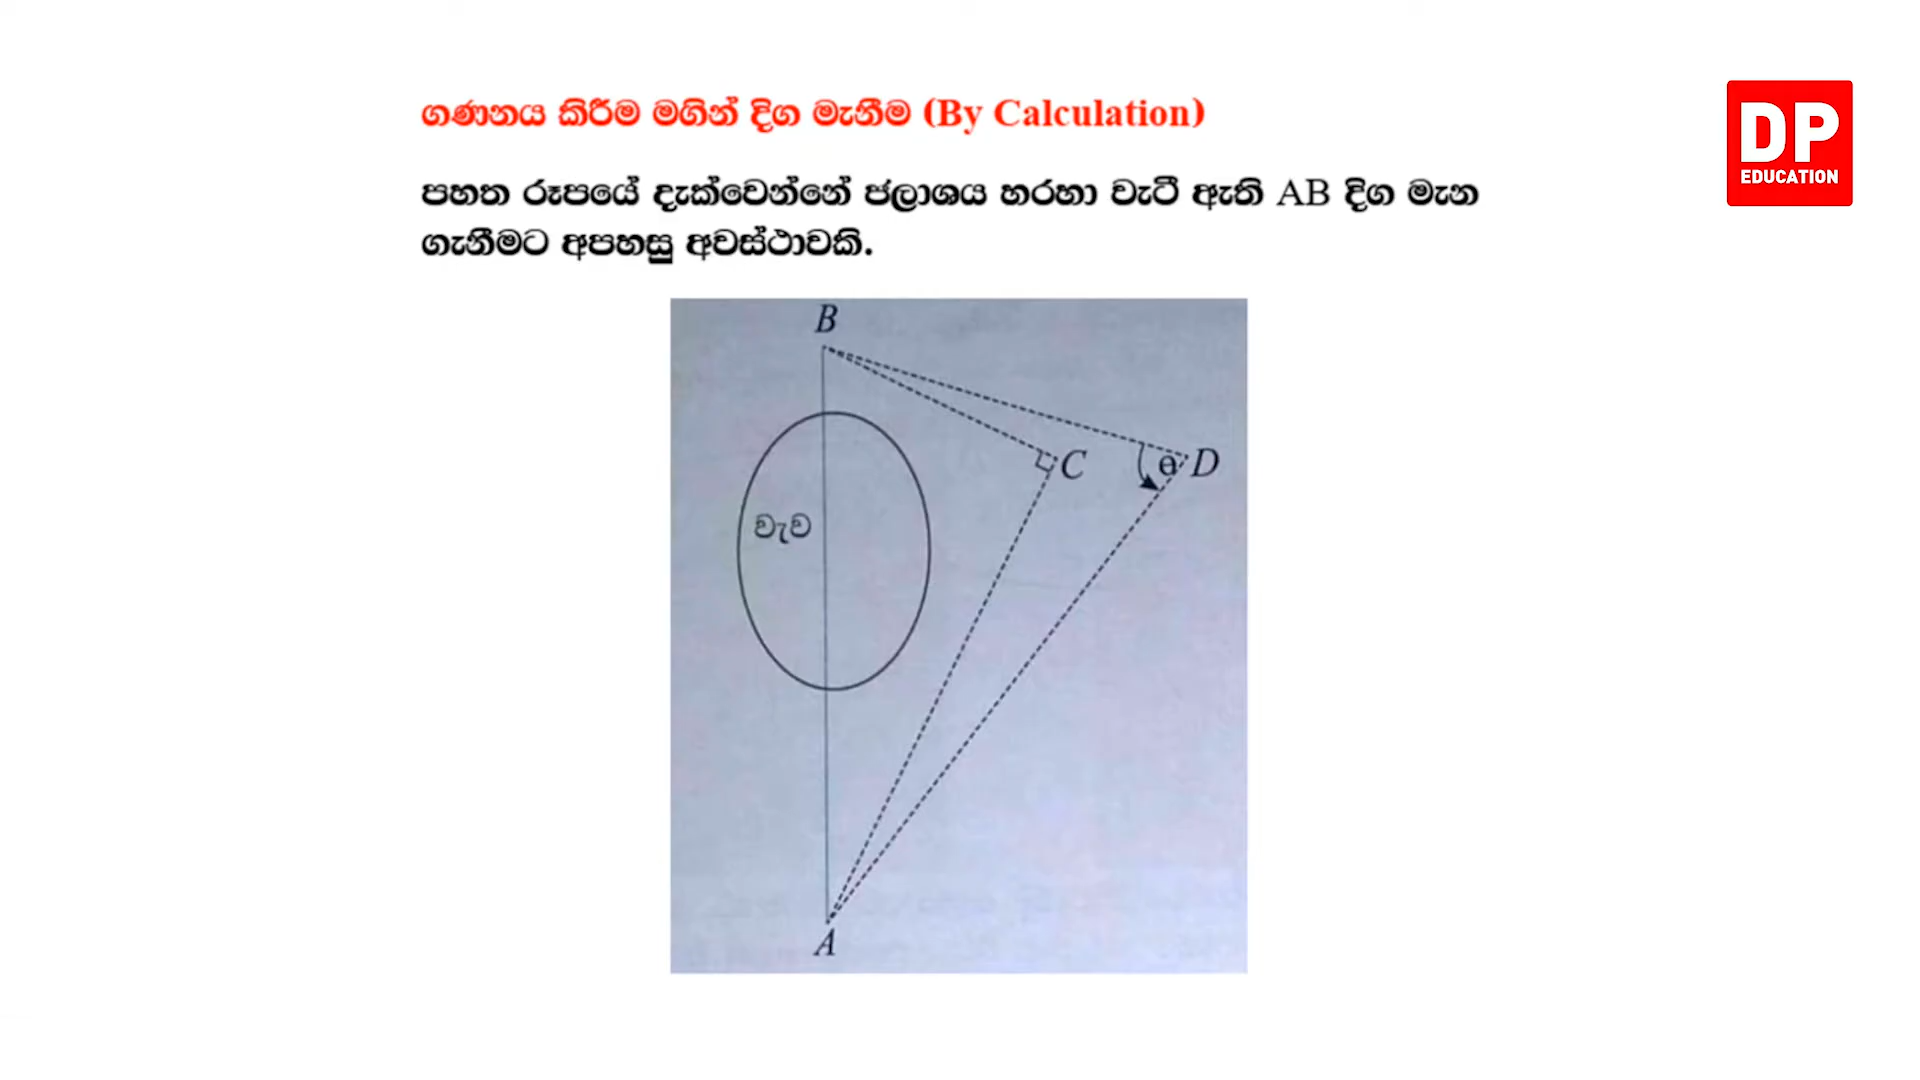 ගණනය කිරීම මගින් දිග මැනීම (By Calculation)
DP
EDUCATION
පහත රූපයේ දැක්වෙන්නේ ජලාශය හරහා වැටී ඇති AB දිග මැන
ගැනීමට අපහසු අවස්ථාවකි.
B
C
θ
D
වැව
A